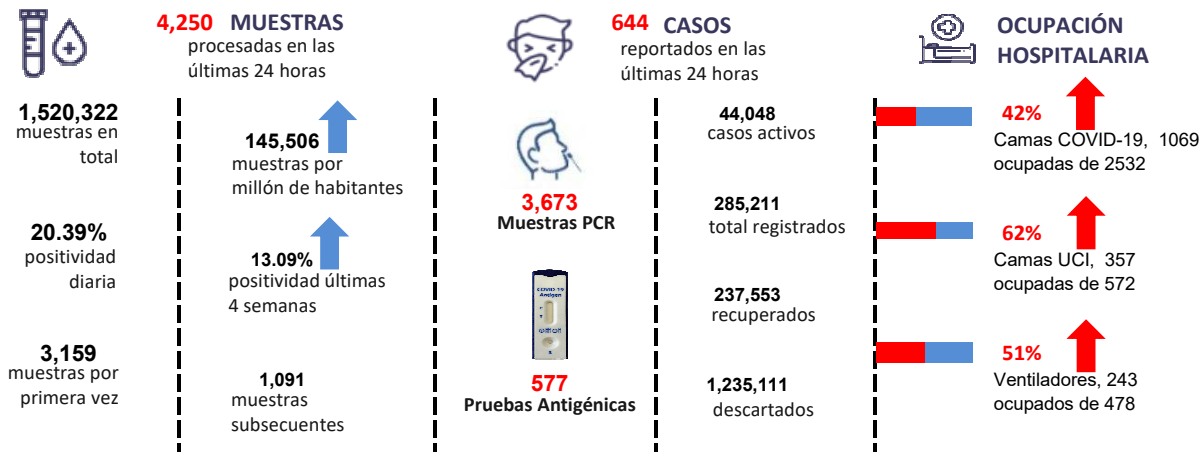 4,250 MUESTRAS
procesadas en las
últimas 24 horas
644 CASOS
reportados en las
últimas 24 horas
OCUPACIÓN
HOSPITALARIA
1,520,322
muestras en
total
20.39%
positividad
diaria
3,159
muestras por
primera vez
145,506
muestras por
millón de habitantes
13.09%
positividad últimas
4 semanas
1,091
muestras
subsecuentes
3,673
Muestras PCR
COVID-19
Antigen
577
Pruebas Antigénicas
44,048
casos activos
285,211
total registrados
237,553
recuperados
1,235,111
descartados
42%
Camas COVID-19, 1069
ocupadas de 2532
62%
Camas UCI, 357
ocupadas de 572
51%
Ventiladores, 243
ocupados de 478